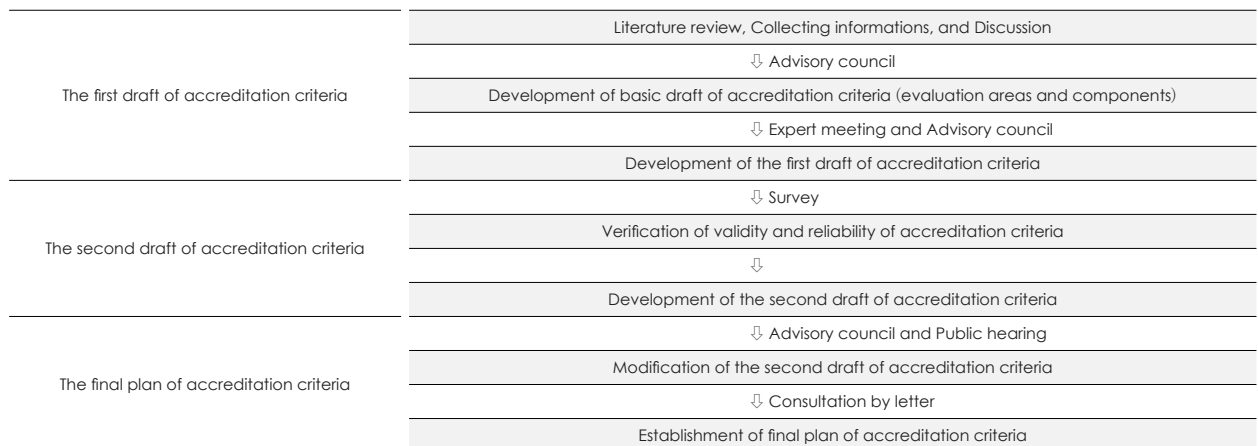 Literature review, Collecting informations, and Discussion
⇩ Advisory council
The first draft of accreditation criteria
Development of basic draft of accreditation criteria (evaluation areas and components)
⇩ Expert meeting and Advisory council
Development of the first draft of accreditation criteria
⇩ Survey
Verification of validity and reliability of accreditation criteria
The second draft of accreditation criteria
⇩
Development of the second draft of accreditation criteria
⇩ Advisory council and Public hearing
Modification of the second draft of accreditation criteria
The final plan of accreditation criteria
⇩ Consultation by letter
Establishment of final plan of accreditation criteria